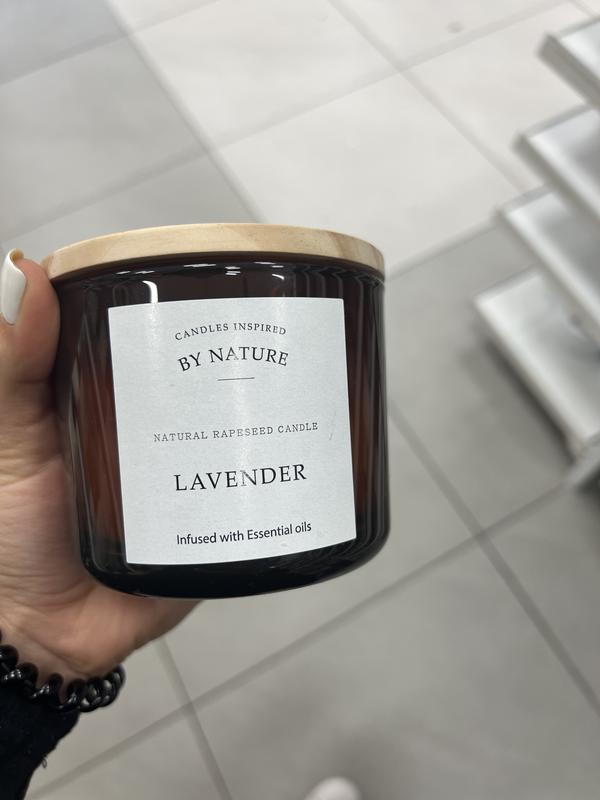 CANDLES INSPIRED
BY NATURE
NATURAL RAPESEED CANDLE
LAVENDER
Infused with Essential oils